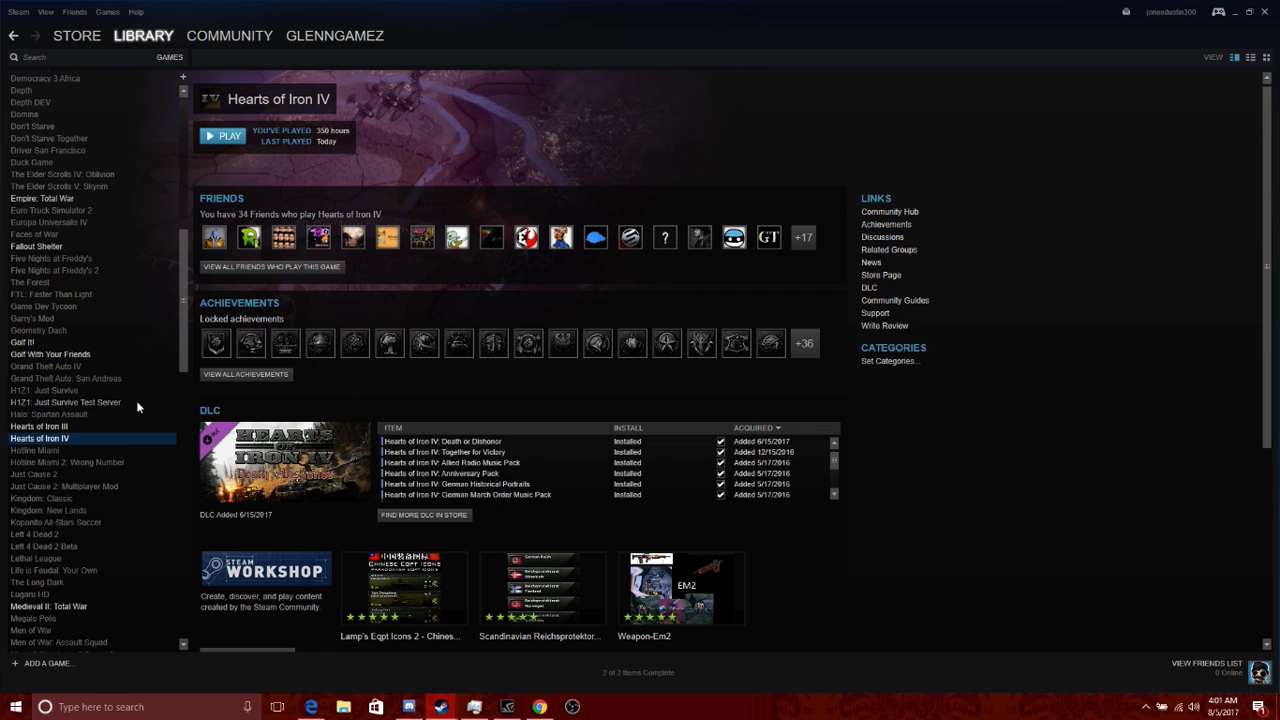 Steam View Friends Games Help
jonesdustin300
STORE LIBRARY COMMUNITY GLENNGAMEZ
Search GAMES
VIEW
Democracy 3 Africa
Depth
Depth DEV
Domina
Don't Starve
Don't Starve Together
Driver San Francisco
Duck Game
The Elder Scrolls IV: Oblivion
The Elder Scrolls V: Skyrim
Empire: Total War
Euro Truck Simulator 2
Europa Universalis IV
Faces of War
Fallout Shelter
Five Nights at Freddy's
Five Nights at Freddy's 2
The Forest
FTL: Faster Than Light
Game Dev Tycoon
Garry's Mod
Geometry Dash
Golf It!
Golf With Your Friends
Grand Theft Auto IV
Grand Theft Auto: San Andreas
H1Z1: Just Survive
H1Z1: Just Survive Test Server
Halo: Spartan Assault
Hearts of Iron III
Hearts of Iron IV
Hotline Miami
Hotline Miami 2: Wrong Number
Just Cause 2
Just Cause 2: Multiplayer Mod
Kingdom: Classic
Kingdom: New Lands
Kopanito All-Stars Soccer
Left 4 Dead 2
Left 4 Dead 2 Beta
Lethal League
Life is Feudal: Your Own
The Long Dark
Lugaru HD
Medieval II: Total War
Megalo Polis
Men of War
Men of War: Assault Squad
+ ADD A GAME...
IV Hearts of Iron IV
PLAY
YOU'VE PLAYED 350 hours
LAST PLAYED Today
FRIENDS
You have 34 Friends who play Hearts of Iron IV
? GT +17
VIEW ALL FRIENDS WHO PLAY THIS GAME
ACHIEVEMENTS
Locked achievements
+36
VIEW ALL ACHIEVEMENTS
DLC
HEARTS
OF IRON IV
DLC Added 6/15/2017
ITEM INSTALL ACQUIRED
Hearts of Iron IV: Death or Dishonor Installed Added 6/15/2017
Hearts of Iron IV: Together for Victory Installed Added 12/15/2016
Hearts of Iron IV: Allied Radio Music Pack Installed Added 5/17/2016
Hearts of Iron IV: Anniversary Pack Installed Added 5/17/2016
Hearts of Iron IV: German Historical Portraits Installed Added 5/17/2016
Hearts of Iron IV: German March Order Music Pack Installed Added 5/17/2016
FIND MORE DLC IN STORE
STEAM
WORKSHOP
Create, discover, and play content
created by the Steam Community.
EM2
Lamp's Eqpt Icons 2 - Chines...
Scandinavian Reichsprotektor...
Weapon-Em2
LINKS
Community Hub
Achievements
Discussions
Related Groups
News
Store Page
DLC
Community Guides
Support
Write Review
CATEGORIES
Set Categories...
2 of 2 Items Complete
VIEW FRIENDS LIST
0 Online
Type here to search
4:01 AM
8/5/2017
1